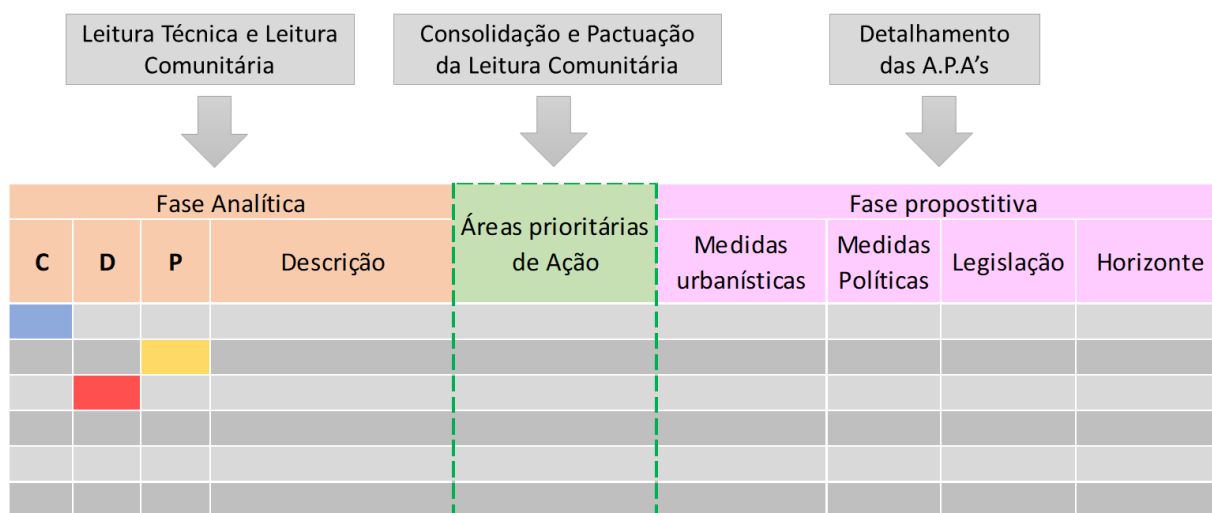 Leitura Técnica e Leitura
Comunitária
Consolidação e Pactuação
da Leitura Comunitária
Detalhamento
das A.P.A's
Fase Analítica
Áreas prioritárias
de Ação
Fase propostitiva
C
D
P
Descrição
Medidas
urbanísticas
Medidas
Políticas
Legislação
Horizonte